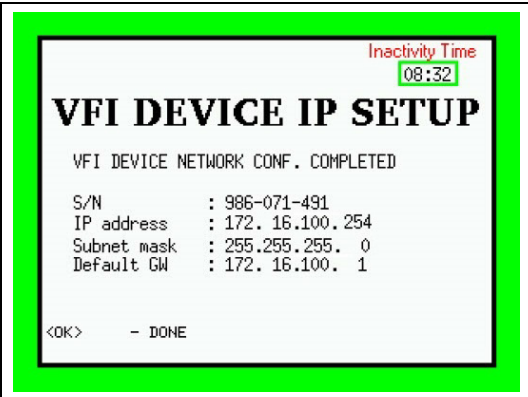 Inactivity Time
08:32
VFI DEVICE IP SETUP
VFI DEVICE NETWORK CONF. COMPLETED
S/N : 986-071-491
IP address : 172. 16.100.254
Subnet mask : 255.255.255. 0
Default GW : 172. 16.100. 1
<OK> - DONE